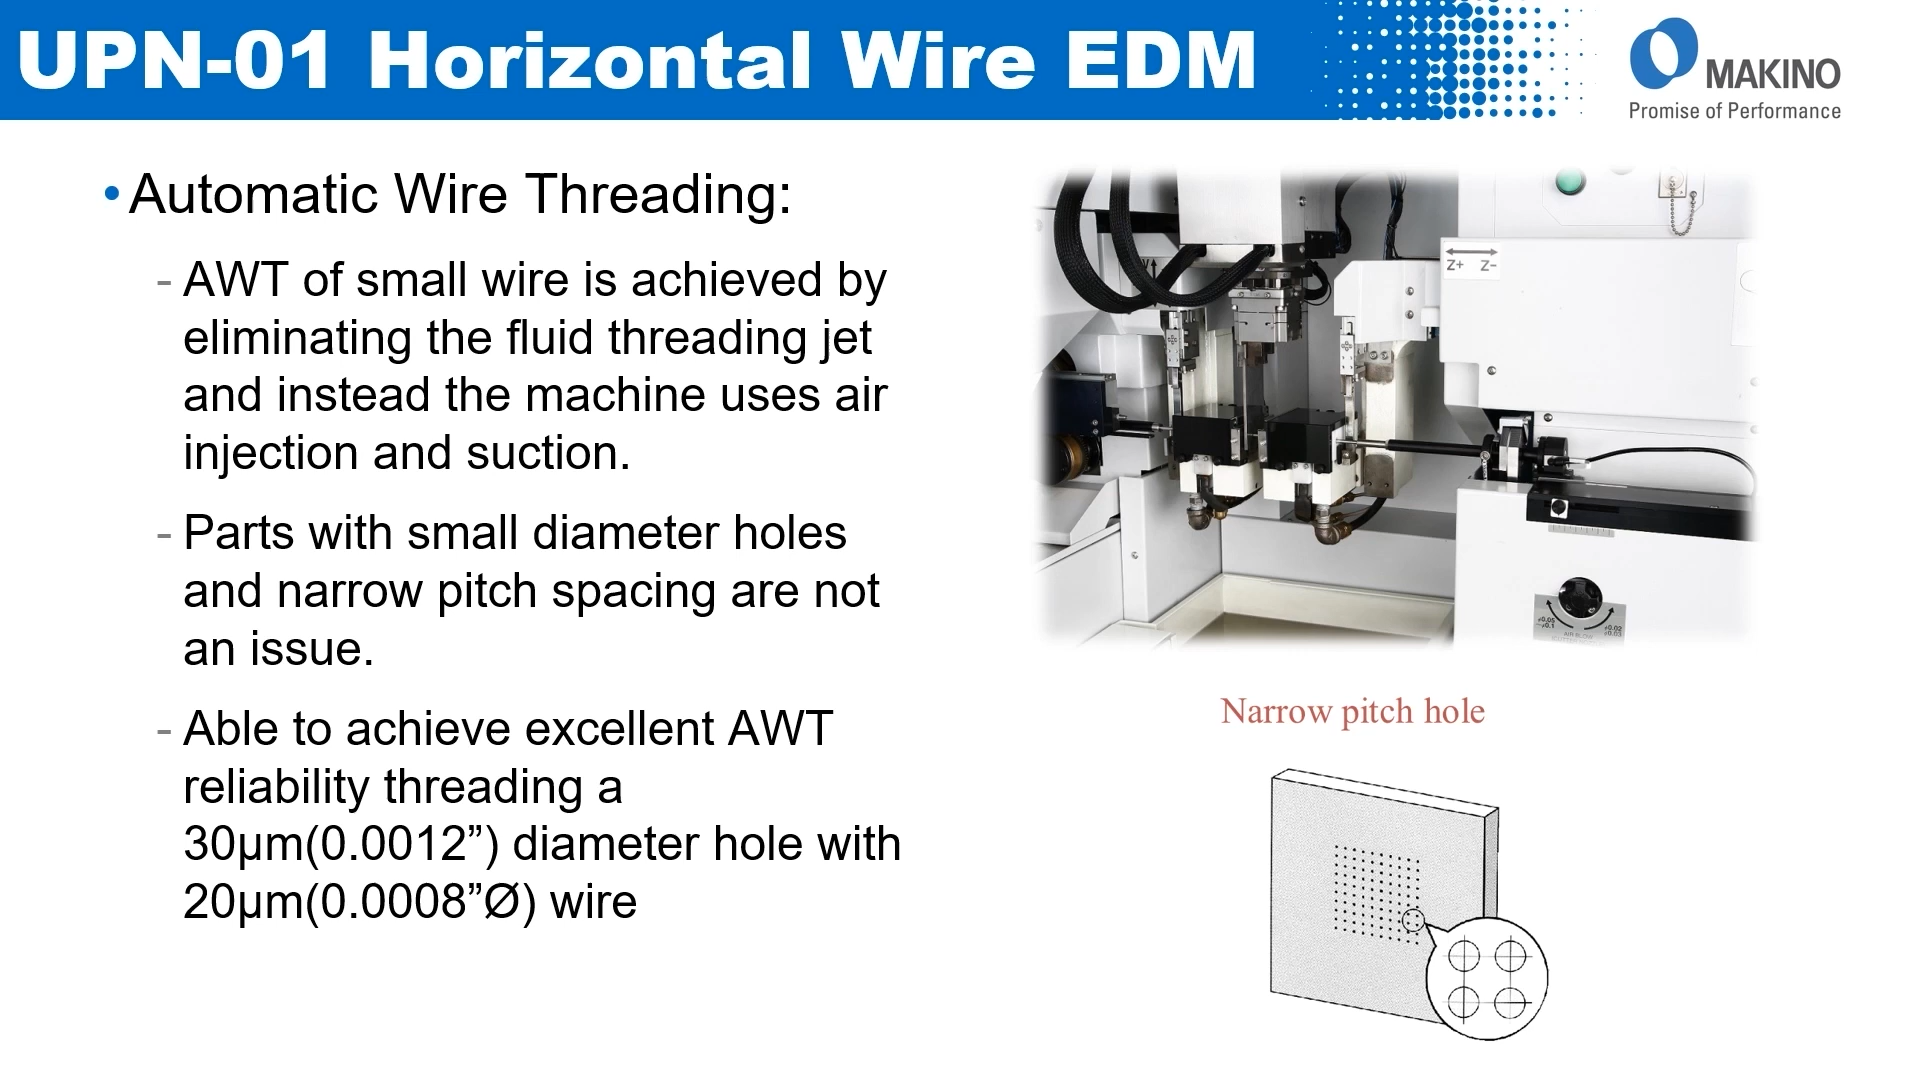 UPN-01 Horizontal Wire EDM
MAKINO
Promise of Performance
•Automatic Wire Threading:
- AWT of small wire is achieved by
eliminating the fluid threading jet
and instead the machine uses air
injection and suction.
- Parts with small diameter holes
and narrow pitch spacing are not
an issue.
- Able to achieve excellent AWT
reliability threading a
30µm(0.0012”) diameter hole with
20µm(0.0008”Ø) wire
Z+ Z-
AIR BLOW
Narrow pitch hole